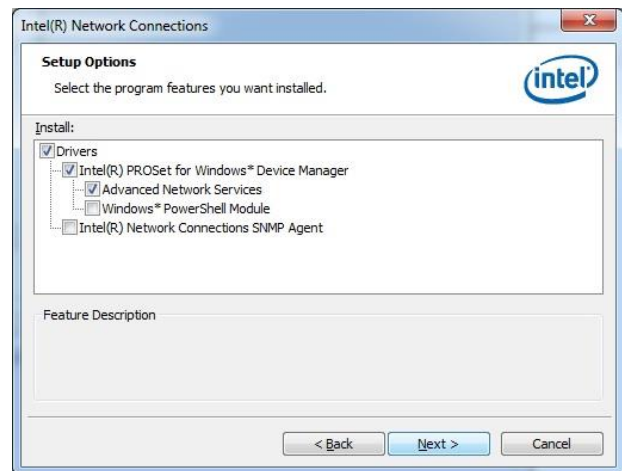 Intel(R) Network Connections
Setup Options
Select the program features you want installed.
intel
Install:
Drivers
Intel(R) PROSet for Windows* Device Manager
Advanced Network Services
Windows* PowerShell Module
Intel(R) Network Connections SNMP Agent
Feature Description
< Back
Next >
Cancel